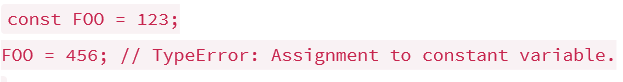 const FOO = 123;
FOO = 456; // TypeError: Assignment to constant variable.